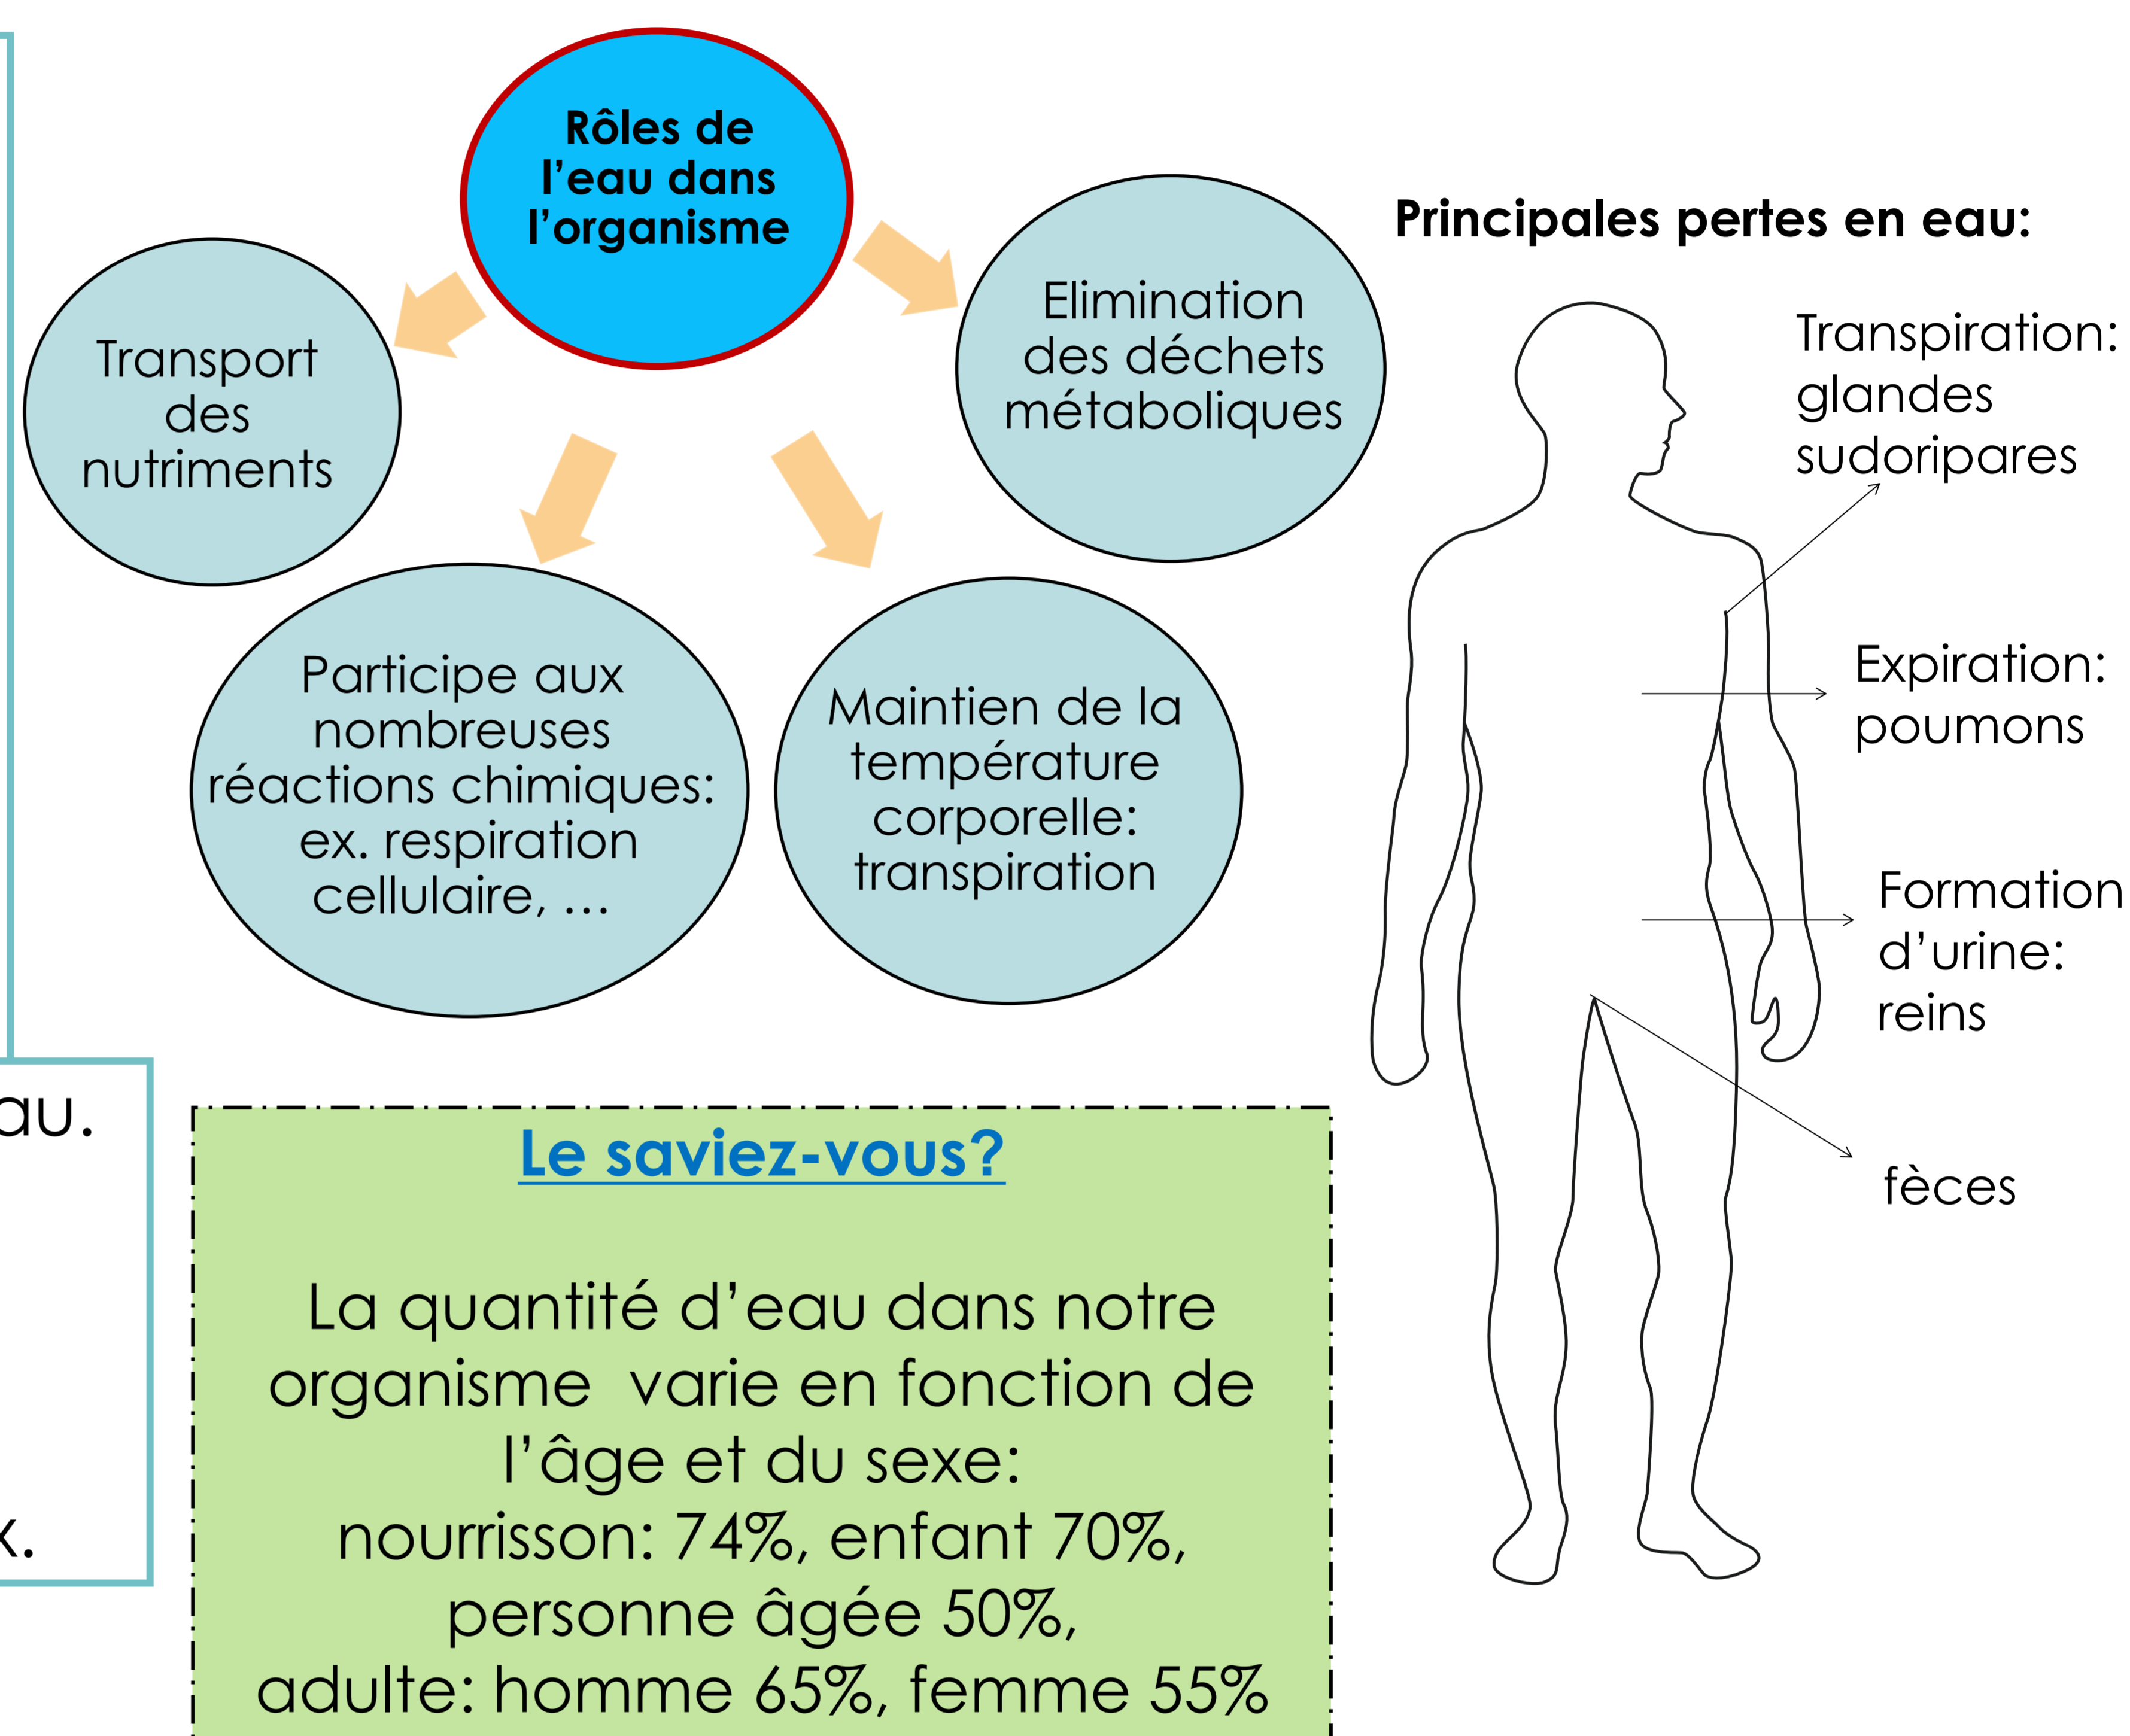 Rôles de
l'eau dans
l'organisme
Transport
des
nutriments
Elimination
des déchets
métaboliques
Participe aux
nombreuses
réactions chimiques:
ex. respiration
cellulaire, ...
Maintien de la
température
corporelle:
transpiration
Principales pertes en eau:
Transpiration:
glandes
sudoripares
Expiration:
poumons
Formation
d'urine:
reins
fèces
au.
x.
Le saviez-vous?
La quantité d'eau dans notre
organisme  varie en fonction de
l'âge et du sexe:
nourrisson: 74%, enfant 70%,
personne âgée 50%,
adulte: homme 65%, femme 55%